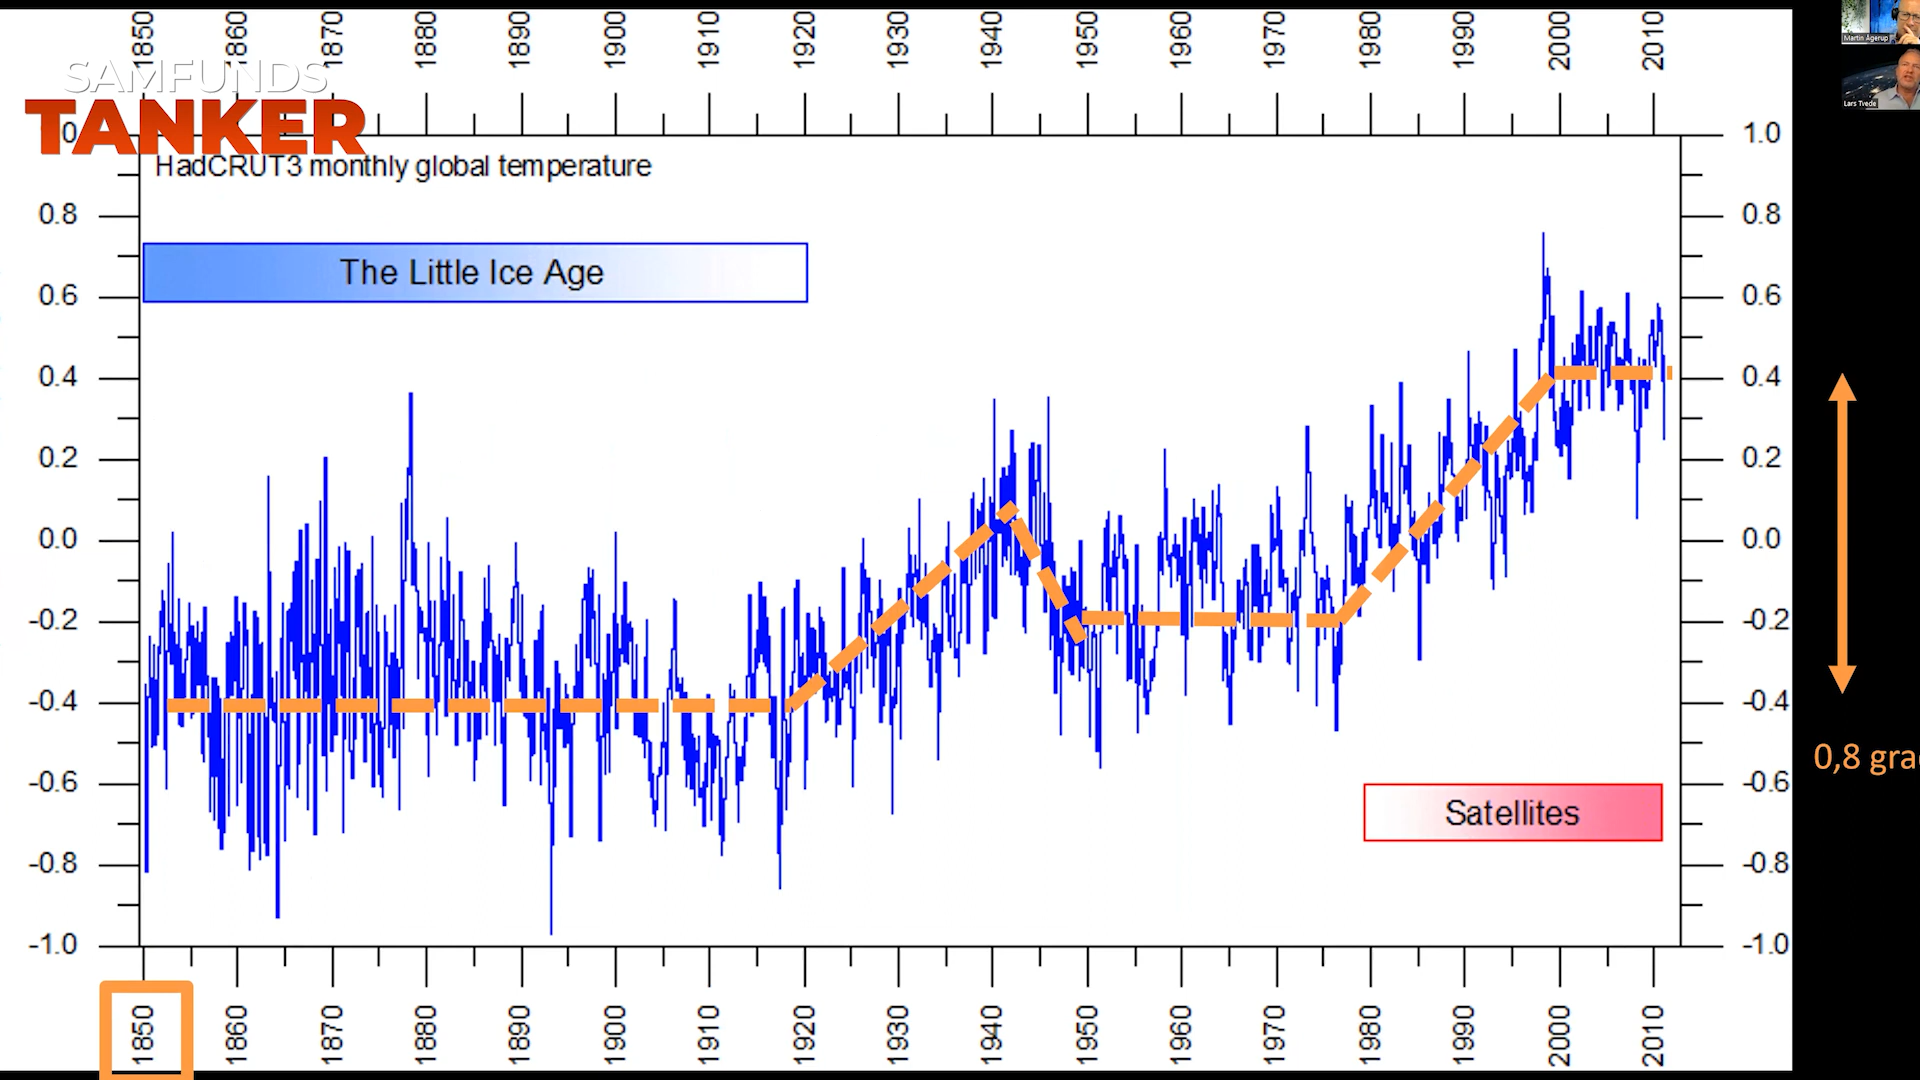 1850 1860 1870 1880 1890 1900 1910 1920 1930 1940 1950 1960 1970 1980 1990 2000 2010
Martin Ågerup
SAMFUNDS
TANKER
Lars Tvede
1.0
HadCRUT3 monthly global temperature
0.8 0.8
The Little Ice Age
0.6 0.6
0.4 0.4
0.2 0.2
0.0 0.0
-0.2 -0.2
-0.4 -0.4
0,8
-0.6 -0.6
Satellites
-0.8 -0.8
-1.0 -1.0
1850 1860 1870 1880 1890 1900 1910 1920 1930 1940 1950 1960 1970 1980 1990 2000 2010